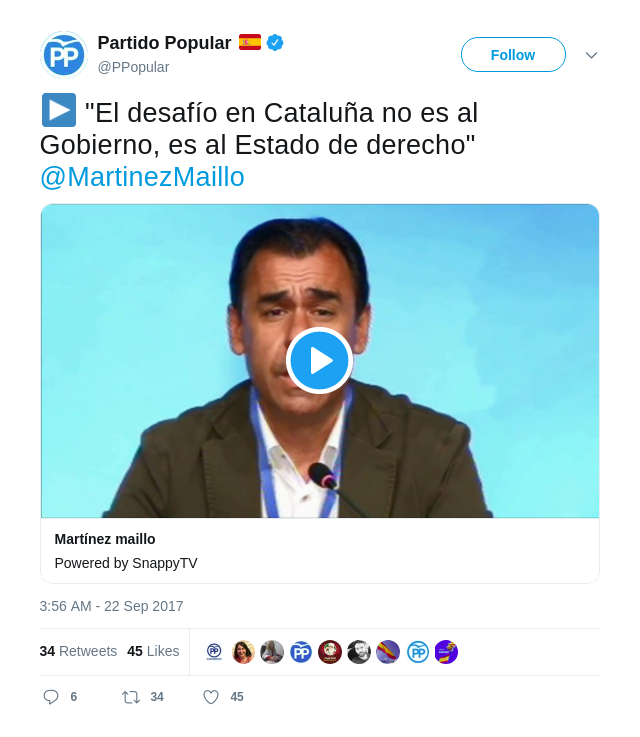 Partido Popular
@PPopular
Follow
"El desafío en Cataluña no es al
Gobierno, es al Estado de derecho"
@MartinezMaillo
Martínez maillo
Powered by SnappyTV
3:56 AM - 22 Sep 2017
34 Retweets 45 Likes
6 34 45